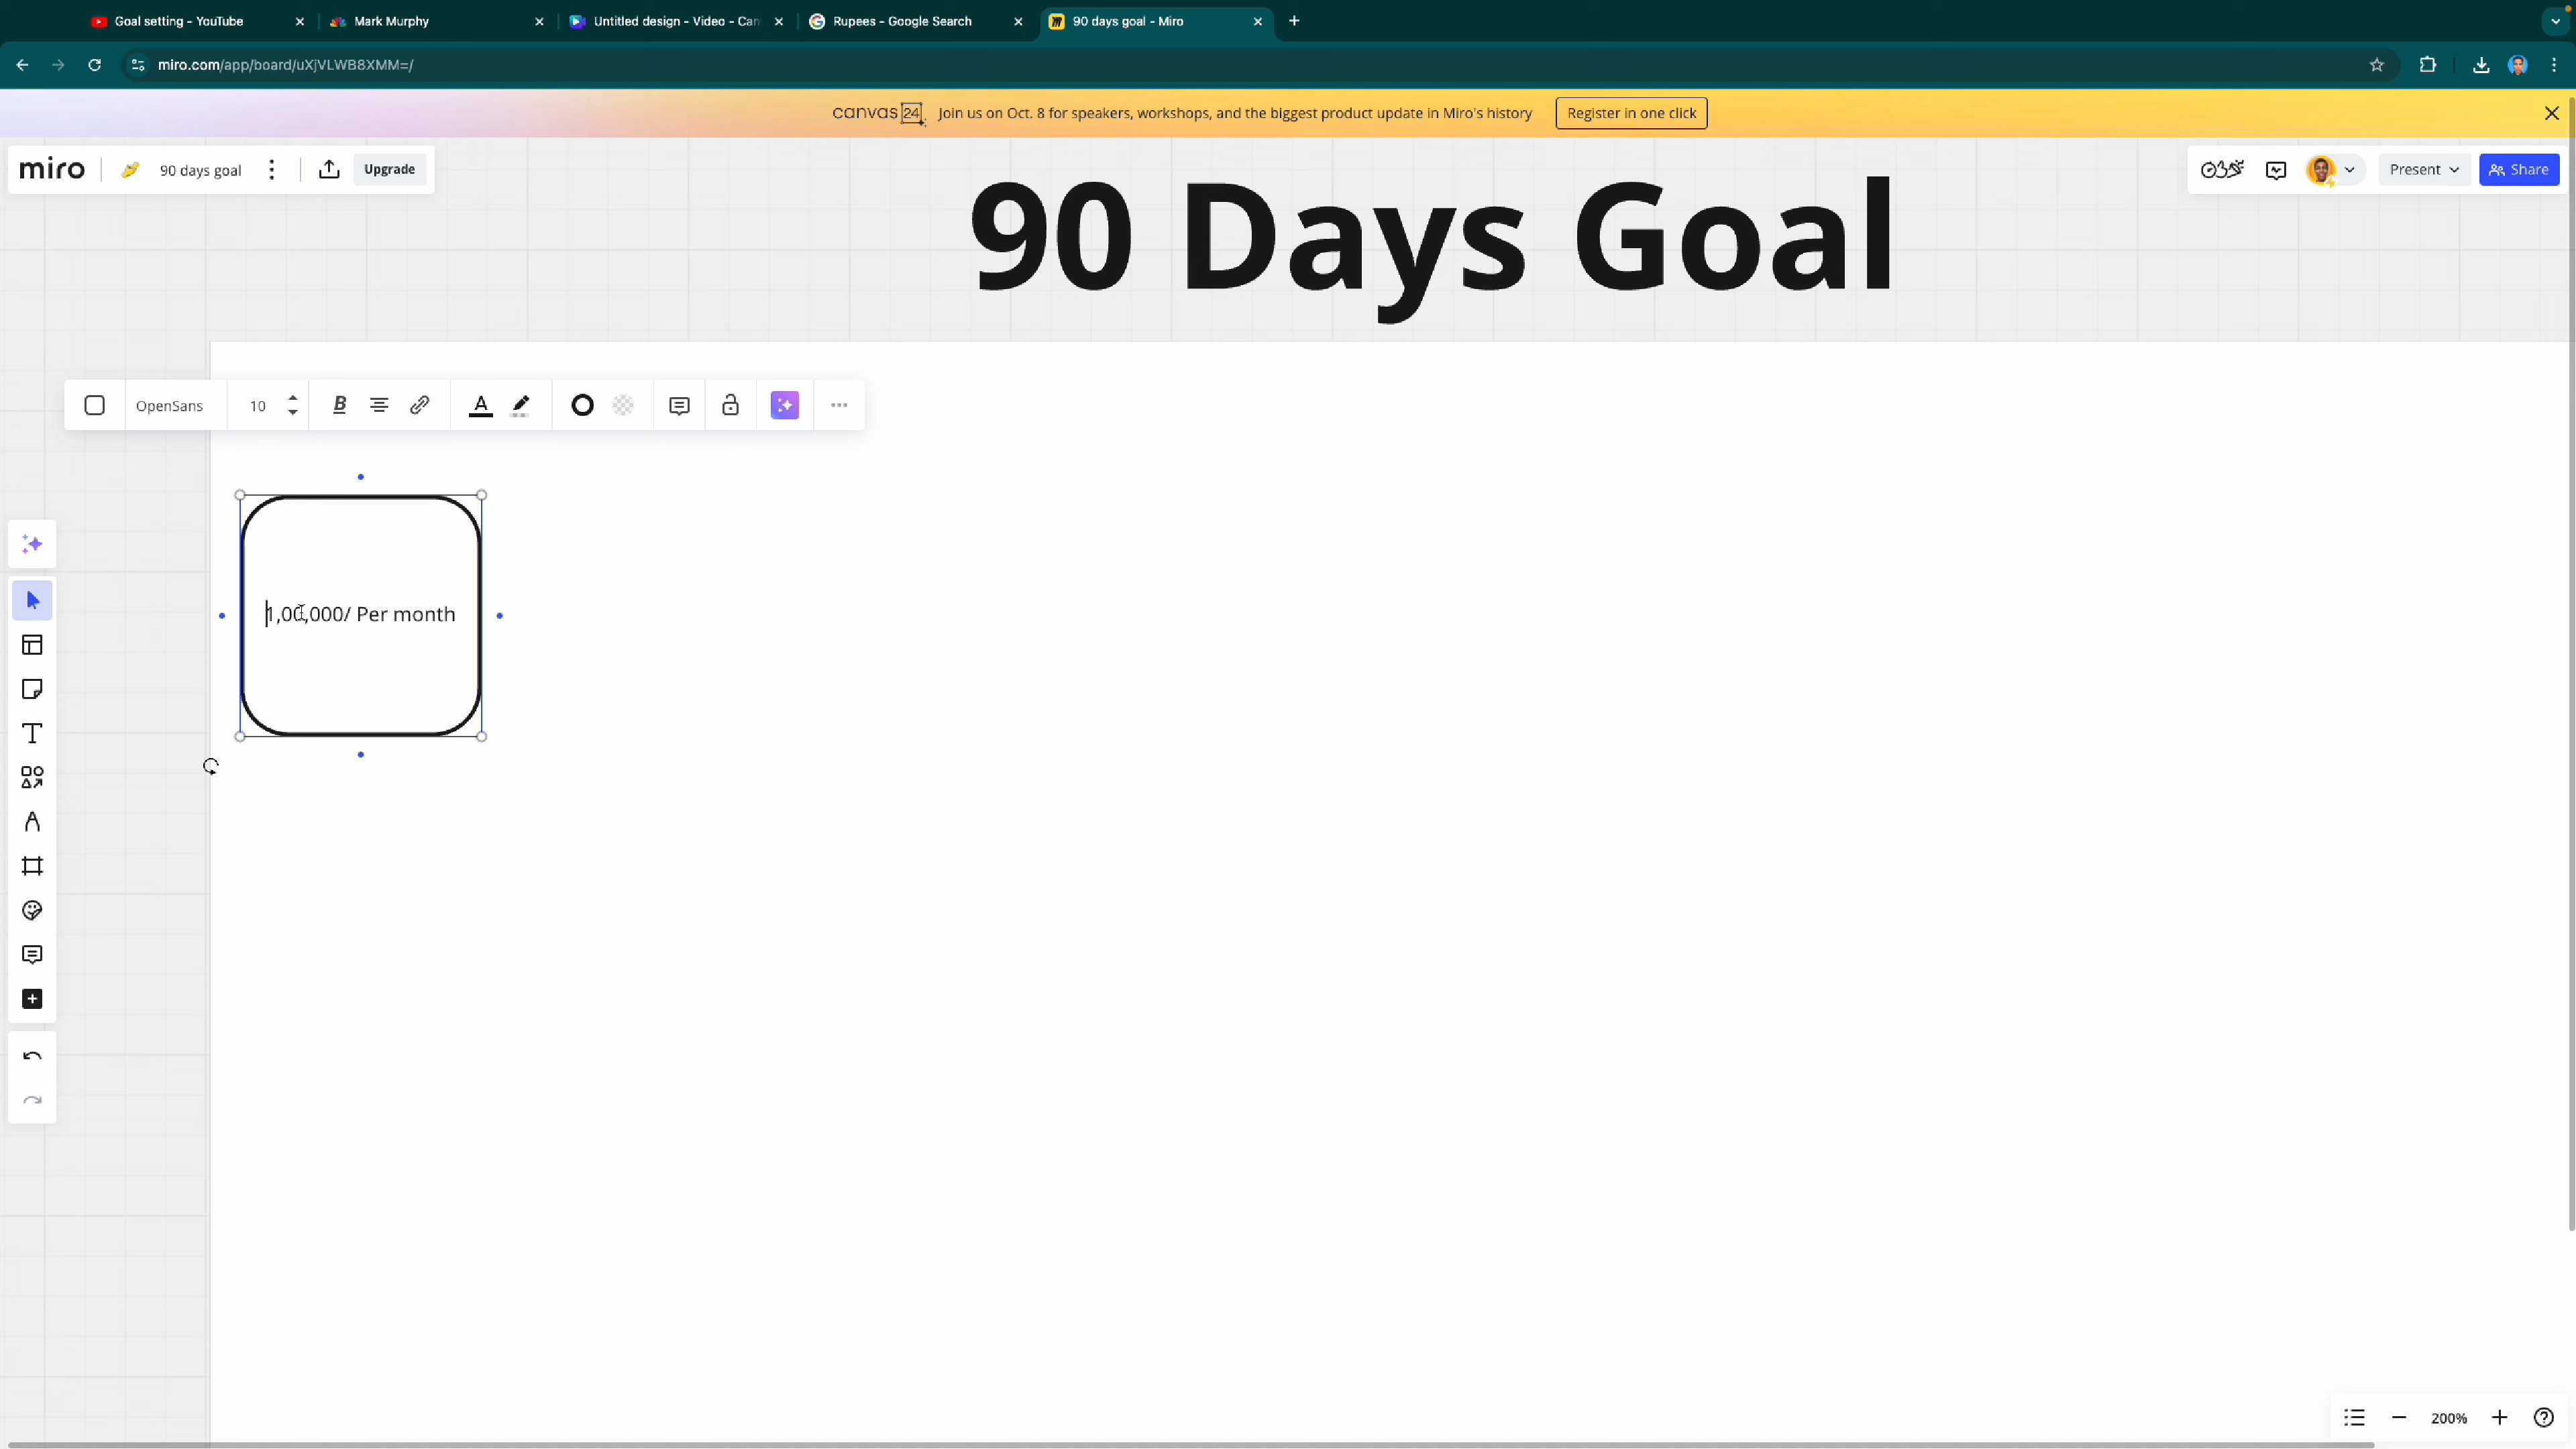 Goal setting - YouTube
Mark Murphy
Untitled design - Video - Can
Rupees - Google Search
90 days goal - Miro
miro.com/app/board/uXjVLWB8XMM=/
canvas 24 Join us on Oct. 8 for speakers, workshops, and the biggest product update in Miro's history Register in one click
miro 90 days goal Upgrade
Present Share
90 Days Goal
OpenSans 10 B A
1,00,000/ Per month
200%